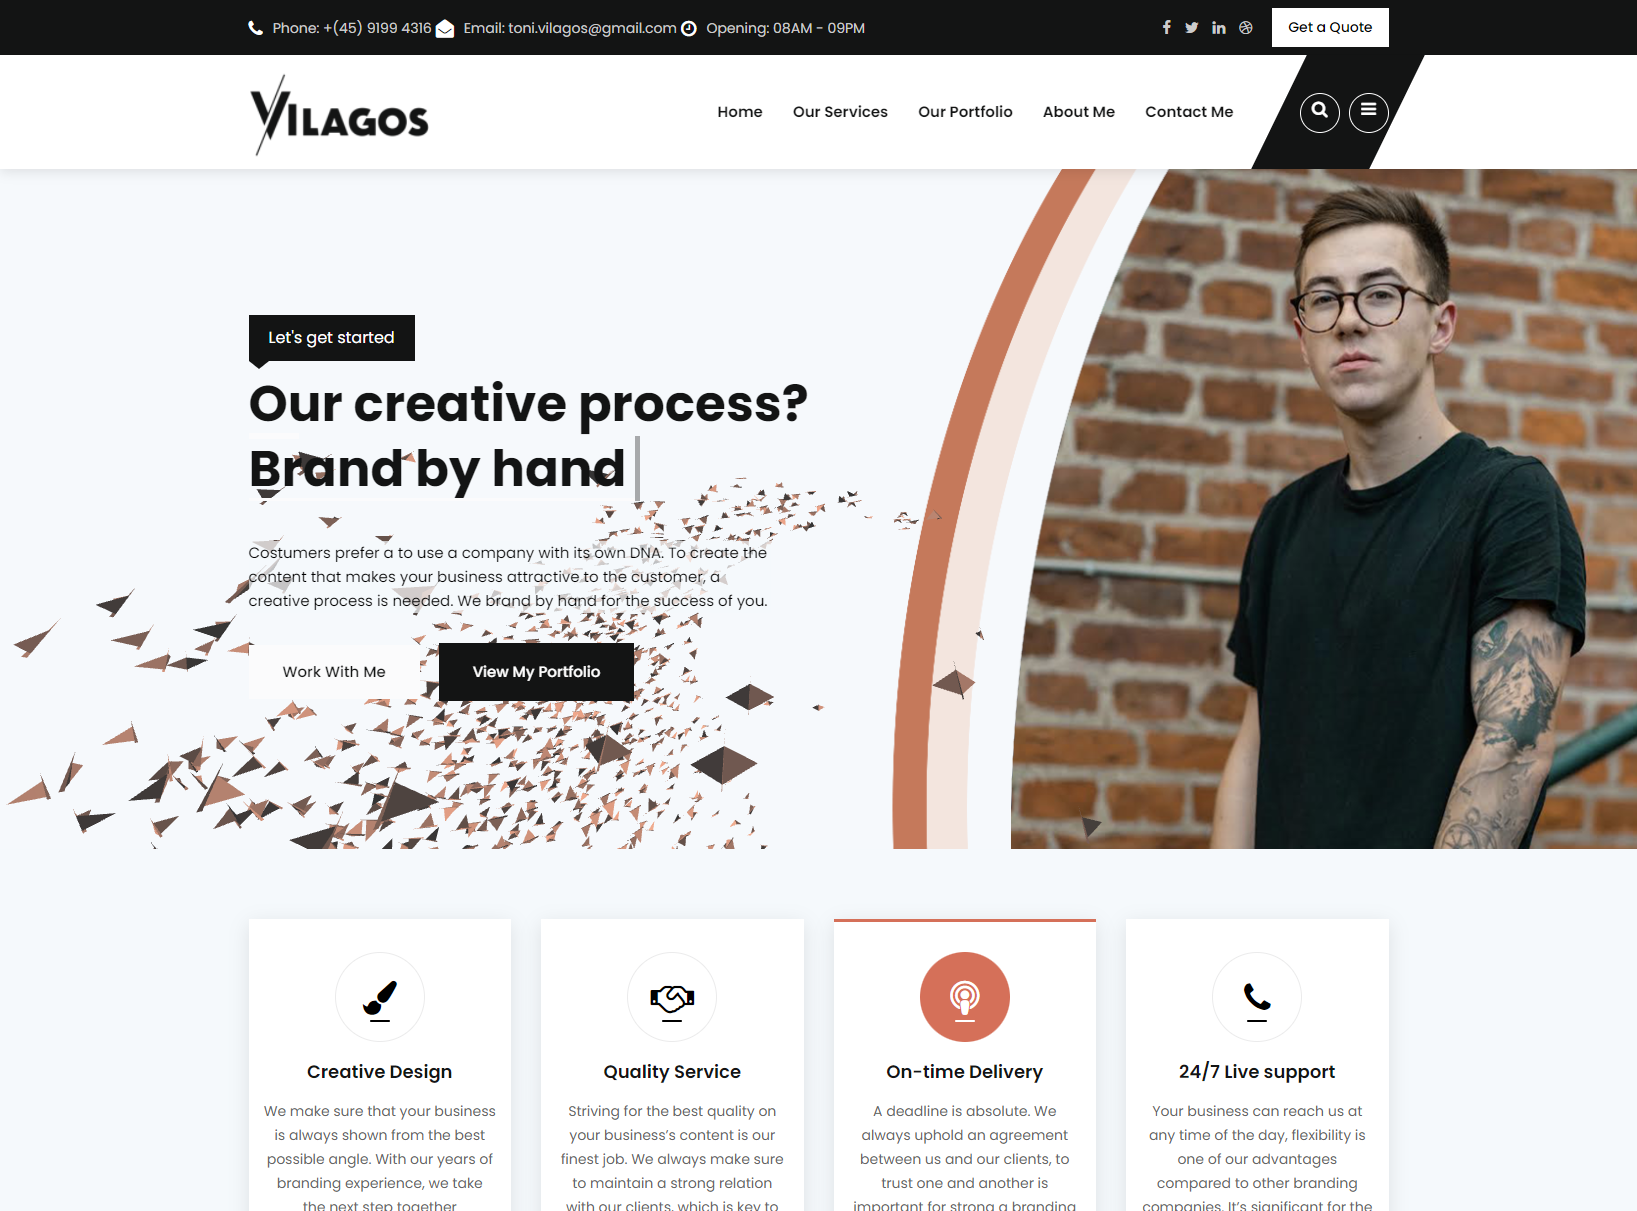 Phone: +(45) 9199 4316 Email: toni.vilagos@gmail.com Opening: 08AM - 09PM
Get a Quote
VILAGOS
Home Our Services Our Portfolio About Me Contact Me
Let's get started
Our creative process?
Brand by hand
Costumers prefer a to use a company with its own DNA. To create the
content that makes your business attractive to the customer, a
creative process is needed. We brand by hand for the success of you.
Work With Me View My Portfolio
Creative Design
We make sure that your business
is always shown from the best
possible angle. With our years of
branding experience, we take
the next step together
Quality Service
Striving for the best quality on
your business’s content is our
finest job. We always make sure
to maintain a strong relation
with our clients, which is key to
On-time Delivery
A deadline is absolute. We
always uphold an agreement
between us and our clients, to
trust one and another is
important for strong a branding
24/7 Live support
Your business can reach us at
any time of the day, flexibility is
one of our advantages
compared to other branding
companies. It’s significant for the